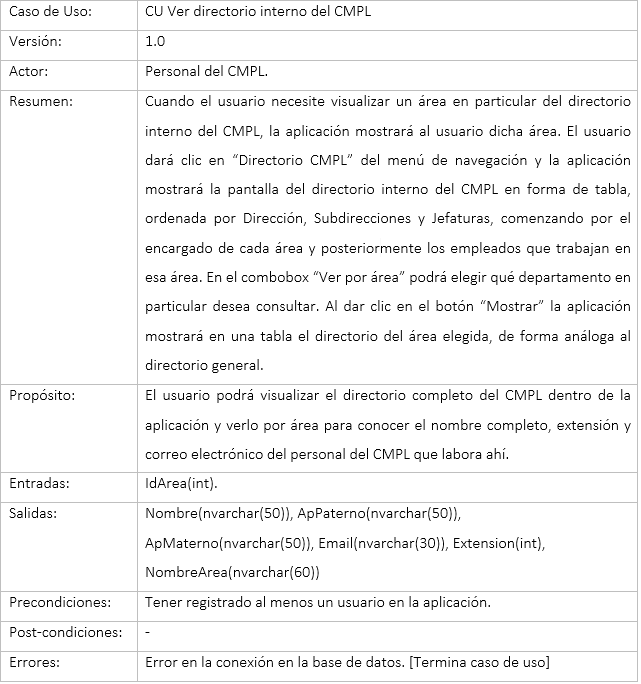 Caso de Uso: CU Ver directorio interno del CMPL
Versión: 1.0
Actor: Personal del CMPL.
Resumen: Cuando el usuario necesite visualizar un área en particular del directorio
interno del CMPL, la aplicación mostrará al usuario dicha área. El usuario
dará clic en “Directorio CMPL” del menú de navegación y la aplicación
mostrará la pantalla del directorio interno del CMPL en forma de tabla,
ordenada por Dirección, Subdirecciones y Jefaturas, comenzando por el
encargado de cada área y posteriormente los empleados que trabajan en
esa área. En el combobox “Ver por área” podrá elegir qué departamento en
particular desea consultar. Al dar clic en el botón “Mostrar” la aplicación
mostrará en una tabla el directorio del área elegida, de forma análoga al
directorio general.
Propósito: El usuario podrá visualizar el directorio completo del CMPL dentro de la
aplicación y verlo por área para conocer el nombre completo, extensión y
correo electrónico del personal del CMPL que labora ahí.
Entradas: IdArea(int).
Salidas: Nombre(nvarchar(50)), ApPaterno(nvarchar(50)),
ApMaterno(nvarchar(50)), Email(nvarchar(30)), Extension(int),
NombreArea(nvarchar(60))
Precondiciones: Tener registrado al menos un usuario en la aplicación.
Post-condiciones: -
Errores: Error en la conexión en la base de datos. [Termina caso de uso]